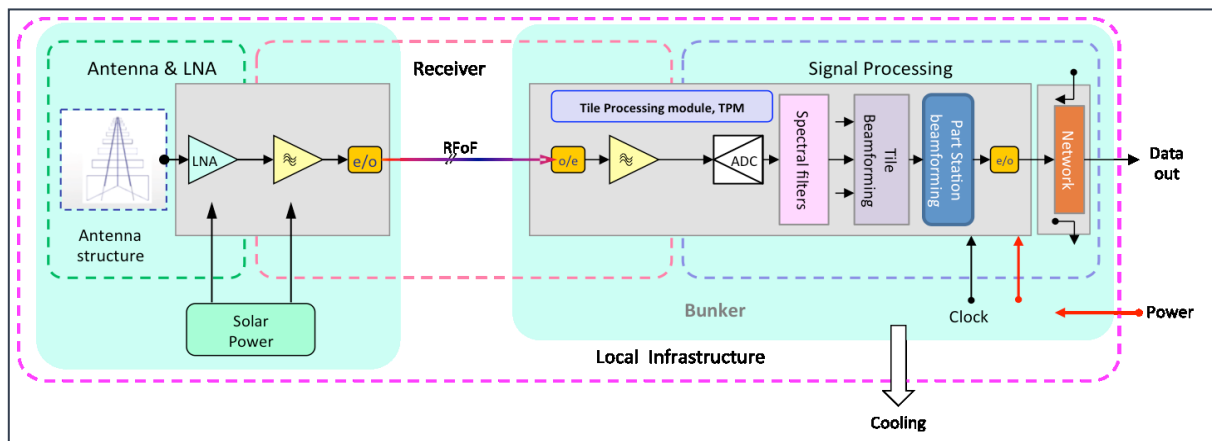 Antenna & LNA
Receiver
Signal Processing
Tile Processing module, TPM
LNA
≈
e/o
RFoF
o/e
≈
ADC
Spectral filters
Tile Beamforming
Part Station beamforming
e/o
Network
Data
out
Antenna
structure
Solar
Power
Bunker
Clock
Power
Local Infrastructure
Cooling